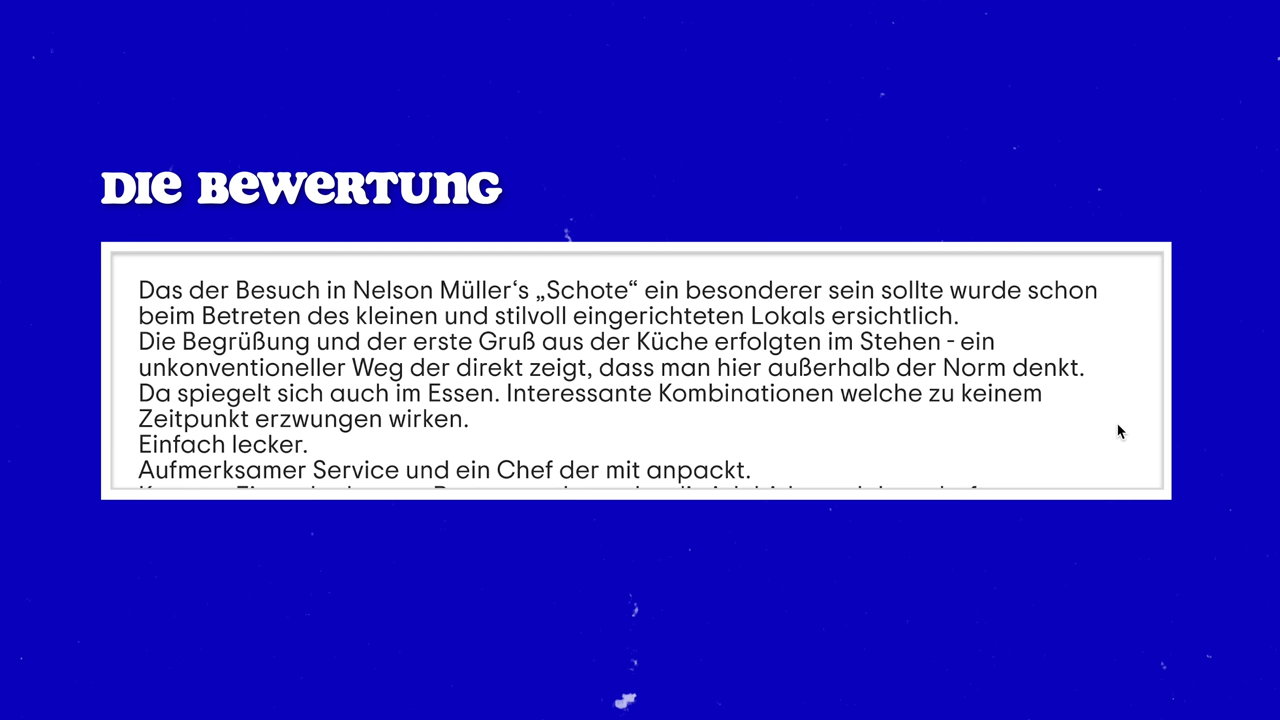 DIE BEWERTUNG
Das der Besuch in Nelson Müller‘s „Schote“ ein besonderer sein sollte wurde schon
beim Betreten des kleinen und stilvoll eingerichteten Lokals ersichtlich.
Die Begrüßung und der erste Gruß aus der Küche erfolgten im Stehen - ein
unkonventioneller Weg der direkt zeigt, dass man hier außerhalb der Norm denkt.
Da spiegelt sich auch im Essen. Interessante Kombinationen welche zu keinem
Zeitpunkt erzwungen wirken.
Einfach lecker.
Aufmerksamer Service und ein Chef der mit anpackt.